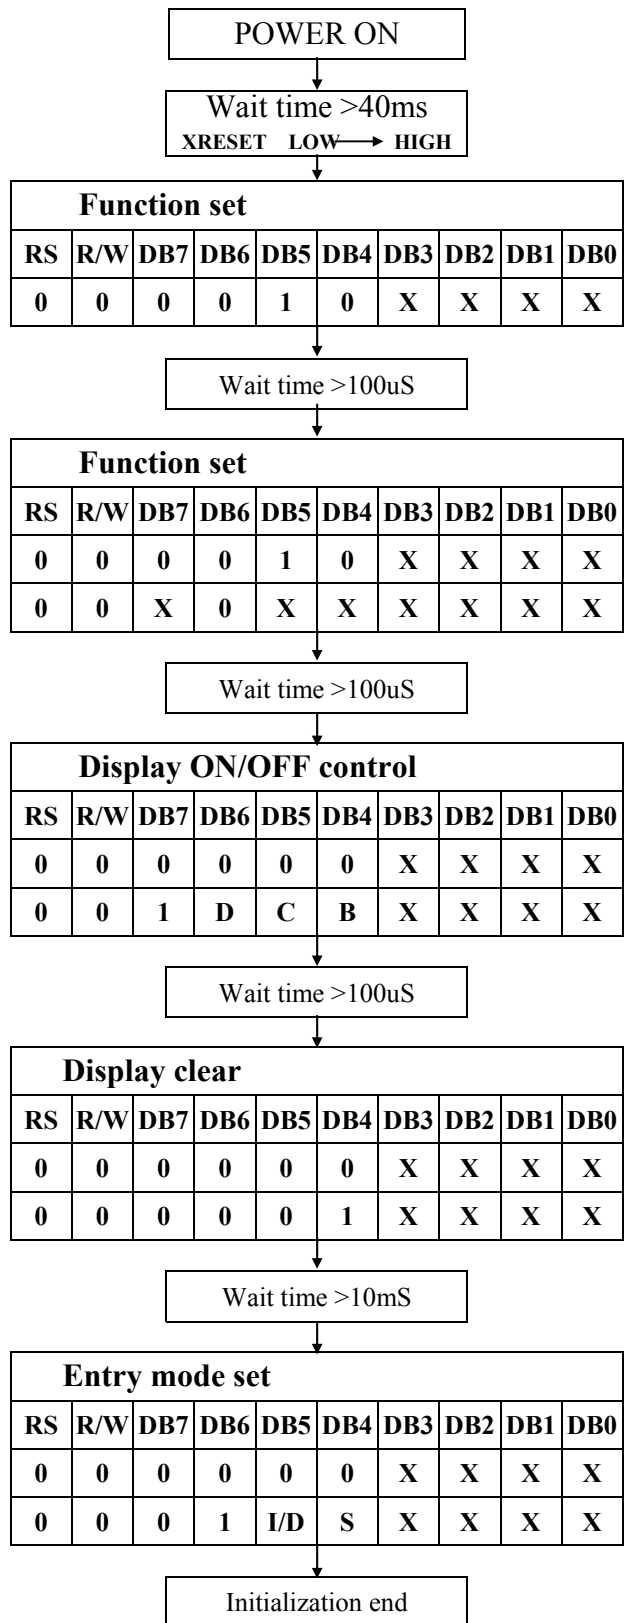 POWER ON
Wait time >40ms
XRESET LOW HIGH
Function set
RS R/W DB7 DB6 DB5 DB4 DB3 DB2 DB1 DB0
0 0 0 0 1 0 X X X X
Wait time >100uS
Function set
RS R/W DB7 DB6 DB5 DB4 DB3 DB2 DB1 DB0
0 0 0 0 1 0 X X X X
0 0 X 0 X X X X X X
Wait time >100uS
Display ON/OFF control
RS R/W DB7 DB6 DB5 DB4 DB3 DB2 DB1 DB0
0 0 0 0 0 0 X X X X
0 0 1 D C B X X X X
Wait time >100uS
Display clear
RS R/W DB7 DB6 DB5 DB4 DB3 DB2 DB1 DB0
0 0 0 0 0 0 X X X X
0 0 0 0 0 1 X X X X
Wait time >10mS
Entry mode set
RS R/W DB7 DB6 DB5 DB4 DB3 DB2 DB1 DB0
0 0 0 0 0 0 X X X X
0 0 0 1 I/D S X X X X
Initialization end